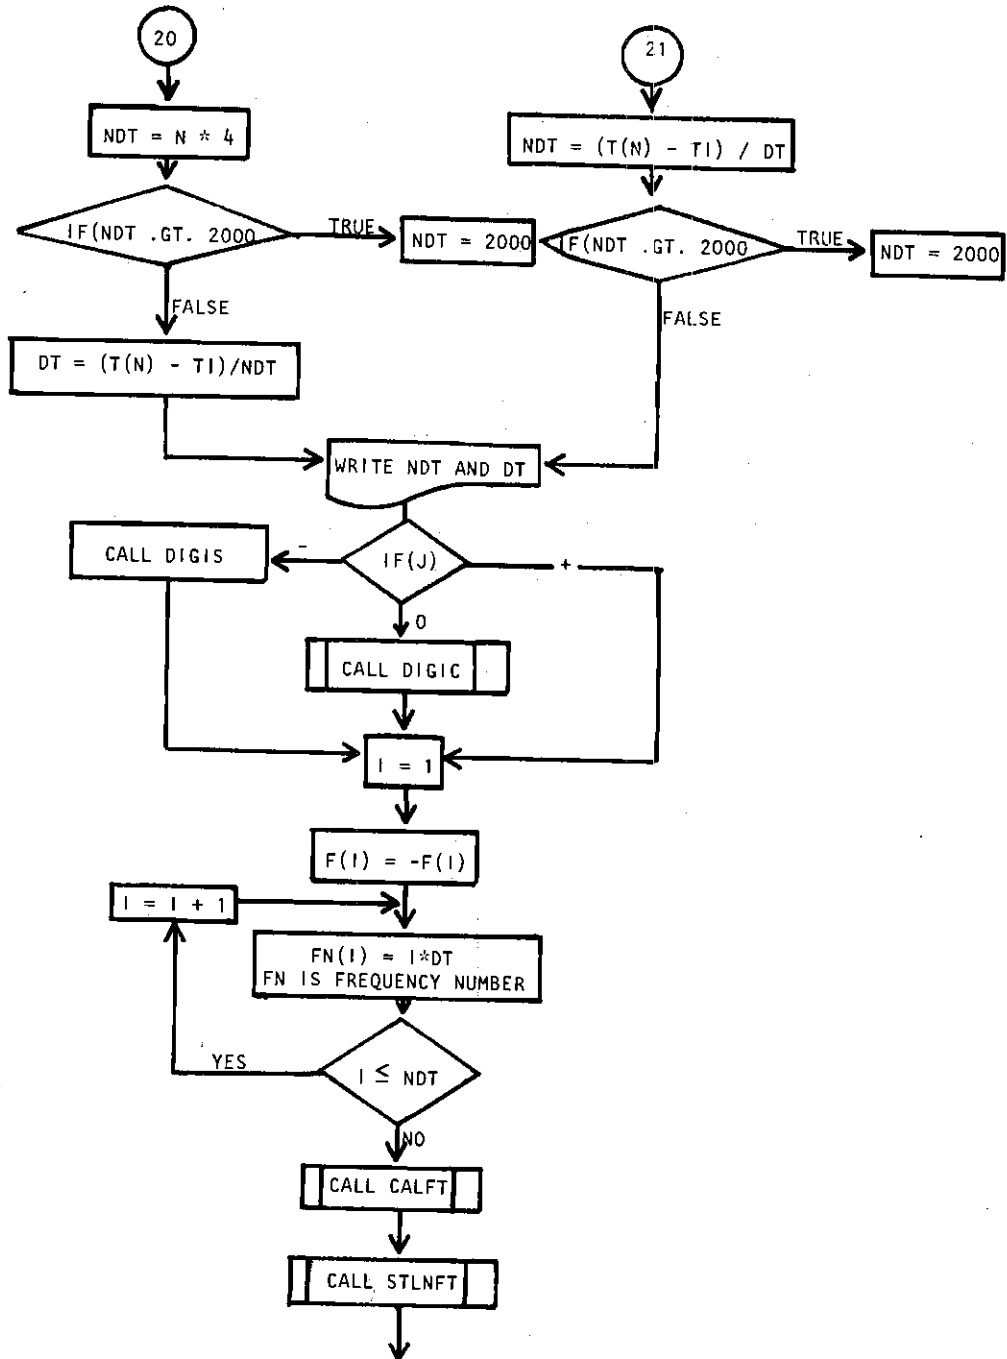 20
21
NDT = N * 4
NDT = (T(N) - TI) / DT
IF(NDT .GT. 2000
TRUE
NDT = 2000
IF(NDT .GT. 2000
TRUE
NDT = 2000
FALSE
FALSE
DT = (T(N) - TI)/NDT
WRITE NDT AND DT
CALL DIGIS
-
IF(J)
+
0
CALL DIGIC
I = 1
F(I) = -F(I)
I = I + 1
FN(I) = I*DT
FN IS FREQUENCY NUMBER
YES
I ≤ NDT
NO
CALL CALFT
CALL STLNFT